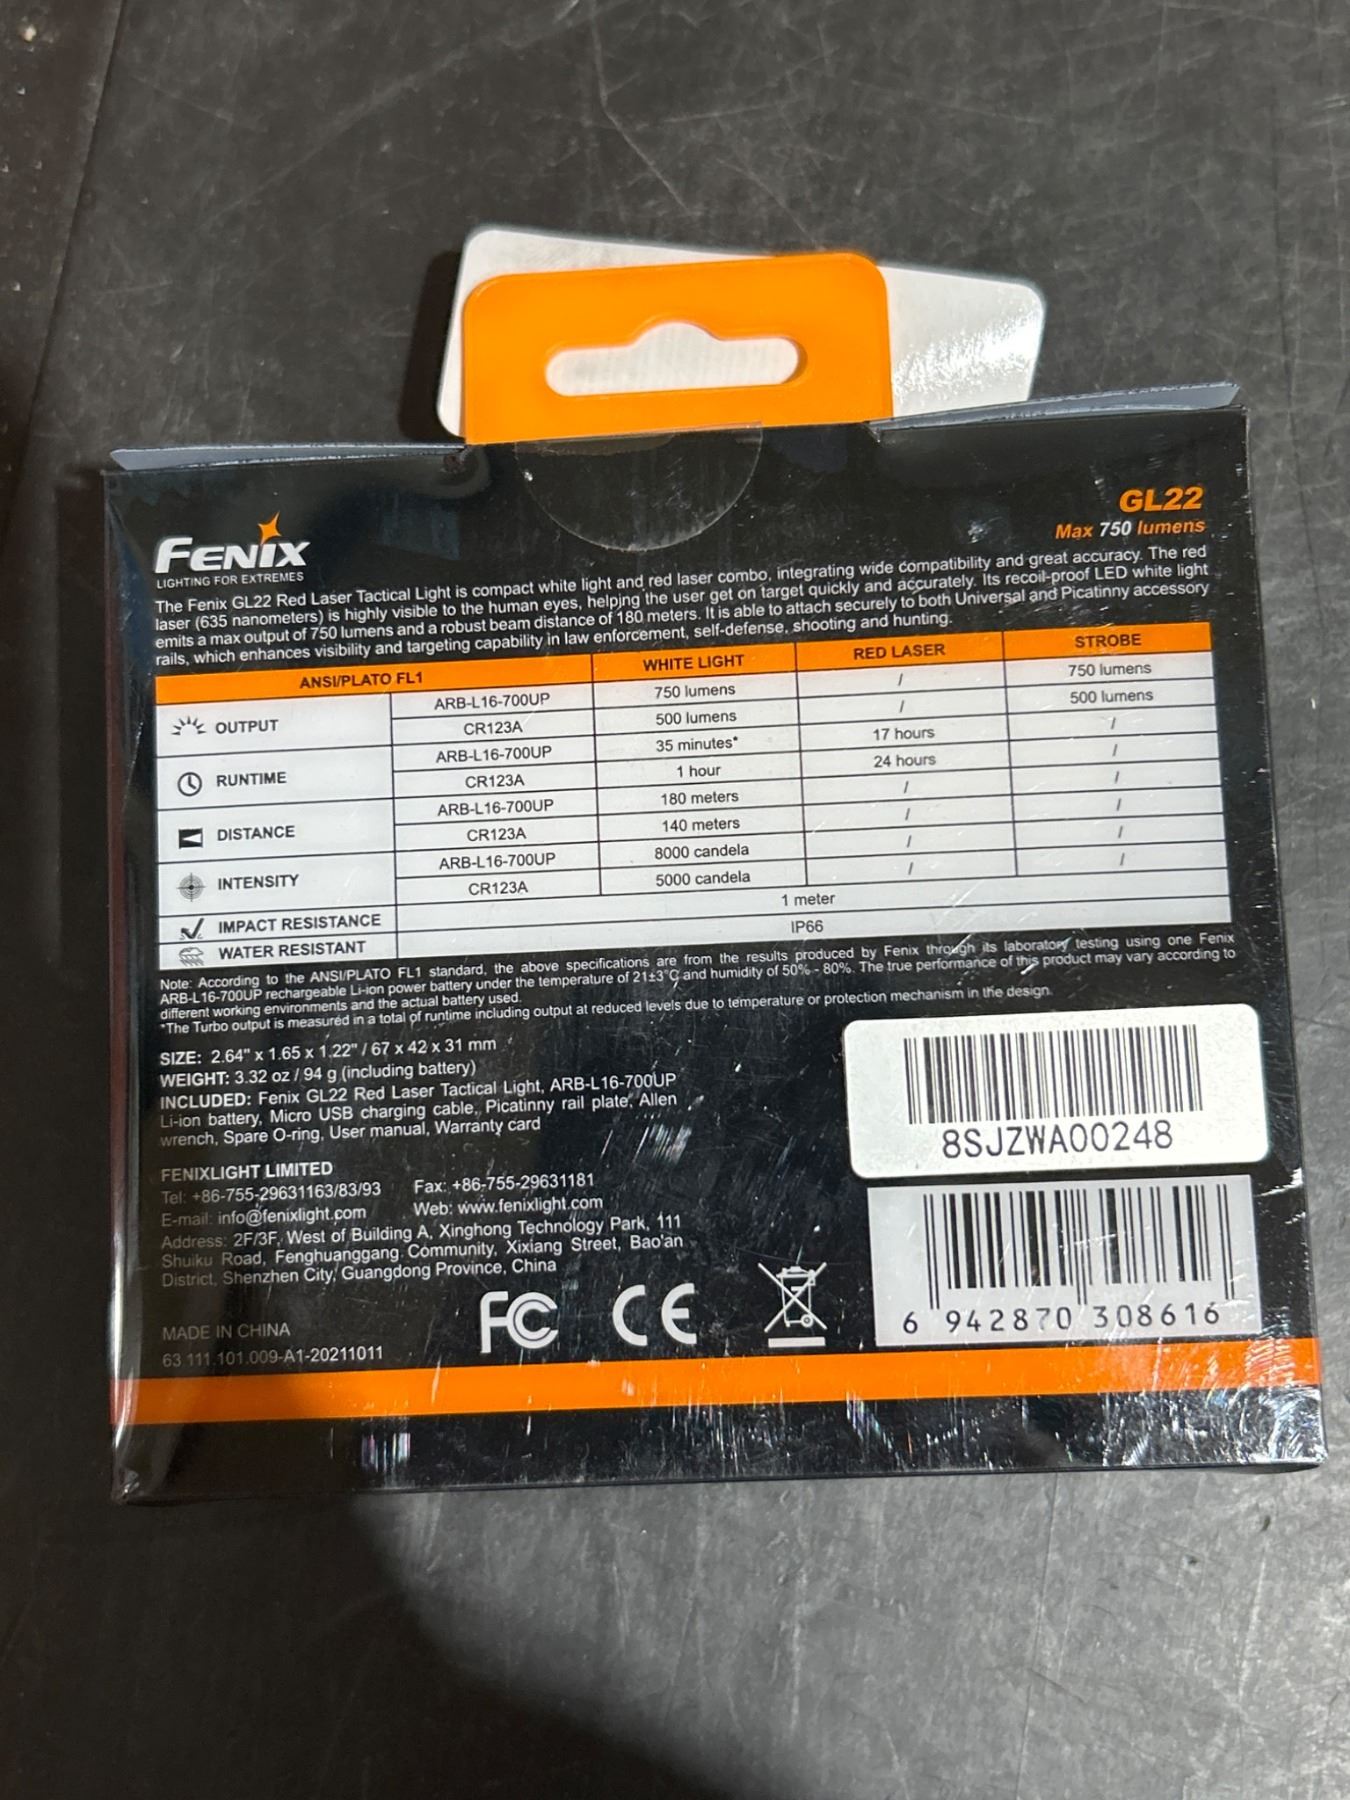 FENIX
LIGHTING FOR EXTREMES
GL22
Max 750 lumens
The Fenix GL22 Red Laser Tactical Light is compact white light and red laser combo, integrating wide compatibility and great accuracy. The red
laser (635 nanometers) is highly visible to the human eyes, helping the user get on target quickly and accurately. Its recoil-proof LED white light
emits a max output of 750 lumens and a robust beam distance of 180 meters. It is able to attach securely to both Universal and Picatinny accessory
rails, which enhances visibility and targeting capability in law enforcement, self-defense, shooting and hunting.
ANSI/PLATO FL1 WHITE LIGHT RED LASER STROBE
OUTPUT ARB-L16-700UP 750 lumens / 750 lumens
CR123A 500 lumens / 500 lumens
RUNTIME ARB-L16-700UP 35 minutes* 17 hours /
CR123A 1 hour 24 hours /
DISTANCE ARB-L16-700UP 180 meters / /
CR123A 140 meters / /
INTENSITY ARB-L16-700UP 8000 candela / /
CR123A 5000 candela / /
IMPACT RESISTANCE 1 meter
WATER RESISTANT IP66
Note: According to the ANSI/PLATO FL1 standard, the above specifications are from the results produced by Fenix through its laboratory testing using one Fenix
ARB-L16-700UP rechargeable Li-ion power battery under the temperature of 21±3°C and humidity of 50% - 80%. The true performance of this product may vary according to
different working environments and the actual battery used.
*The Turbo output is measured in a total of runtime including output at reduced levels due to temperature or protection mechanism in the design.
SIZE: 2.64" x 1.65 x 1.22" / 67 x 42 x 31 mm
WEIGHT: 3.32 oz / 94 g (including battery)
INCLUDED: Fenix GL22 Red Laser Tactical Light, ARB-L16-700UP
Li-ion battery, Micro USB charging cable, Picatinny rail plate, Allen
wrench, Spare O-ring, User manual, Warranty card
FENIXLIGHT LIMITED
Tel: +86-755-29631163/83/93 Fax: +86-755-29631181
E-mail: info@fenixlight.com Web: www.fenixlight.com
Address: 2F/3F, West of Building A, Xinghong Technology Park, 111
Shuiku Road, Fenghuanggang Community, Xixiang Street, Bao'an
District, Shenzhen City, Guangdong Province, China
MADE IN CHINA
63 111.101.009-A1-20211011
FC CE
8SJZWA00248
6 942870 308616